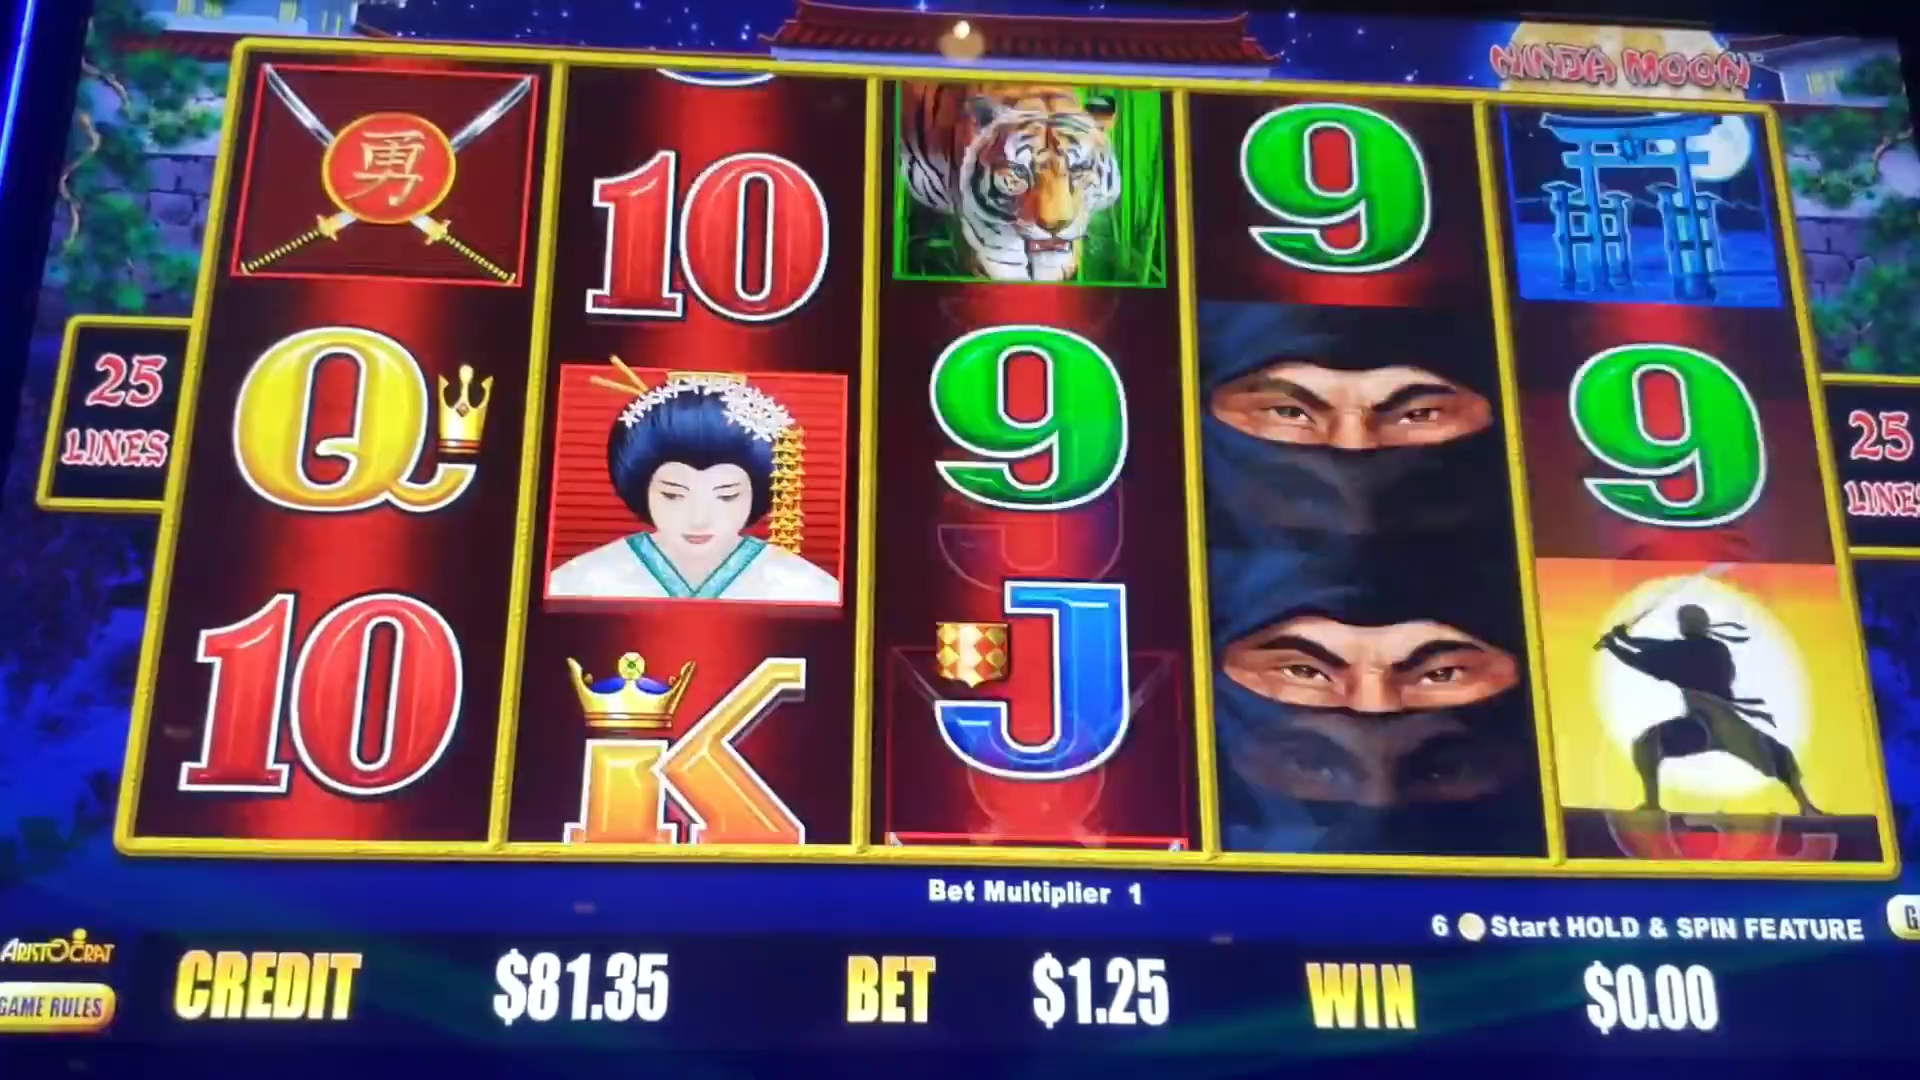 NINJA MOON
勇
10
9
25
LINES
Q
9
9
25
LINES
10
K
J
Bet Multiplier 1
6 Start HOLD & SPIN FEATURE
ARISTOCRAT
GAME RULES
CREDIT $81.35 BET $1.25 WIN $0.00